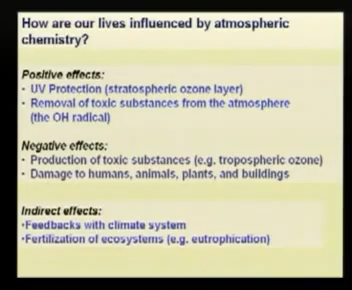 How are our lives influenced by atmospheric
chemistry?
Positive effects:
• UV Protection (stratospheric ozone layer)
• Removal of toxic substances from the atmosphere
(the OH radical)
Negative effects:
• Production of toxic substances (e.g. tropospheric ozone)
• Damage to humans, animals, plants, and buildings
Indirect effects:
•Feedbacks with climate system
•Fertilization of ecosystems (e.g. eutrophication)